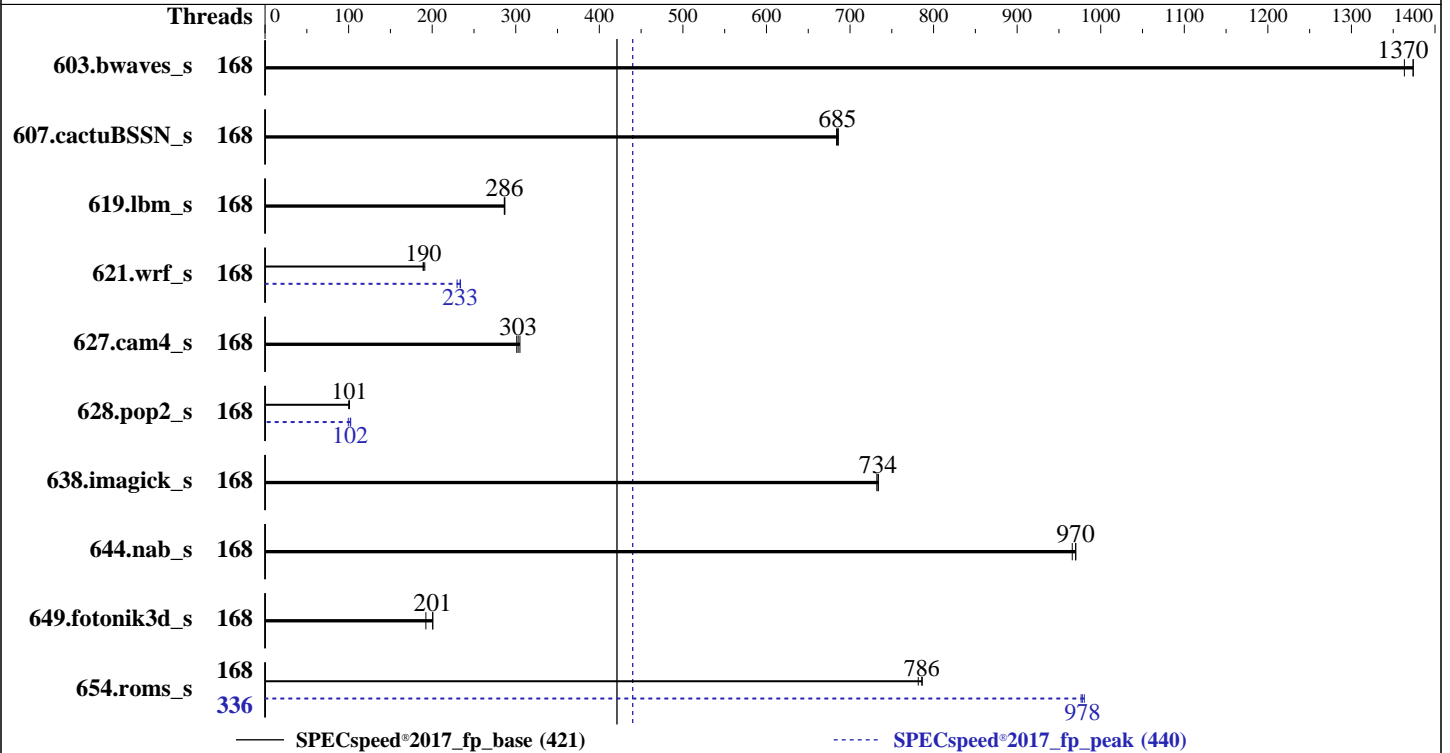 Threads 0 100 200 300 400 500 600 700 800 900 1000 1100 1200 1300 1400
603.bwaves_s 168 1370
607.cactuBSSN_s 168 685
619.lbm_s 168 286
190
621.wrf_s 168
233
627.cam4_s 168 303
101
628.pop2_s 168
102
638.imagick_s 168 734
644.nab_s 168 970
649.fotonik3d_s 168 201
168 786
654.roms_s
336 978
SPECspeed®2017_fp_base (421) SPECspeed®2017_fp_peak (440)